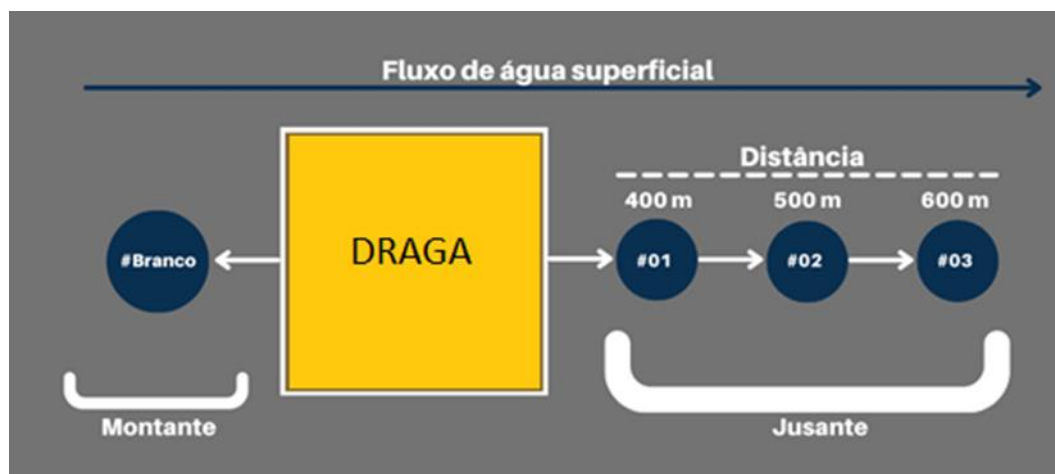 Fluxo de água superficial
Distância
400 m 500 m 600 m
#Branco
DRAGA
#01 #02 #03
Montante
Jusante